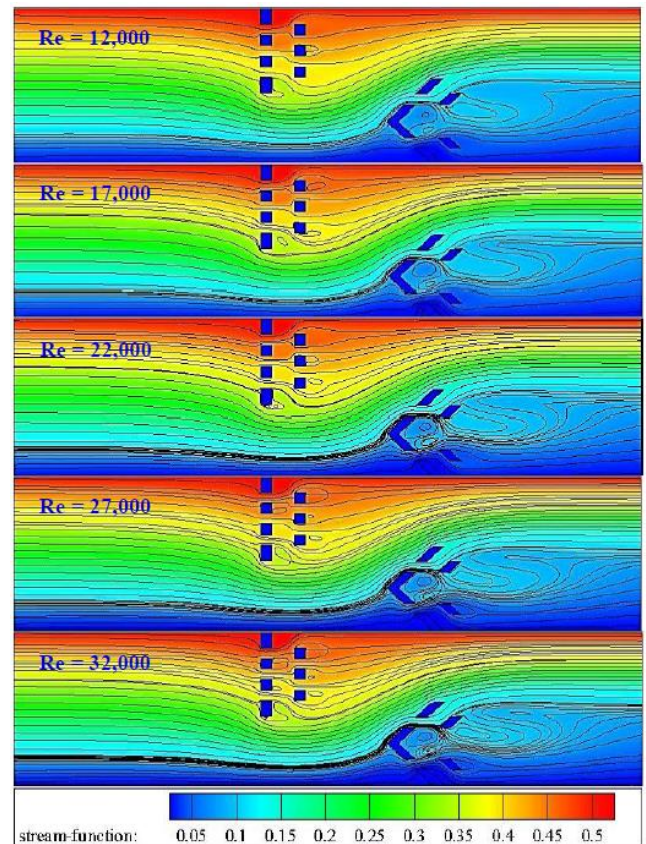 Re = 12,000
Re = 17,000
Re = 22,000
Re = 27,000
Re = 32,000
stream-function: 0.05 0.1 0.15 0.2 0.25 0.3 0.35 0.4 0.45 0.5